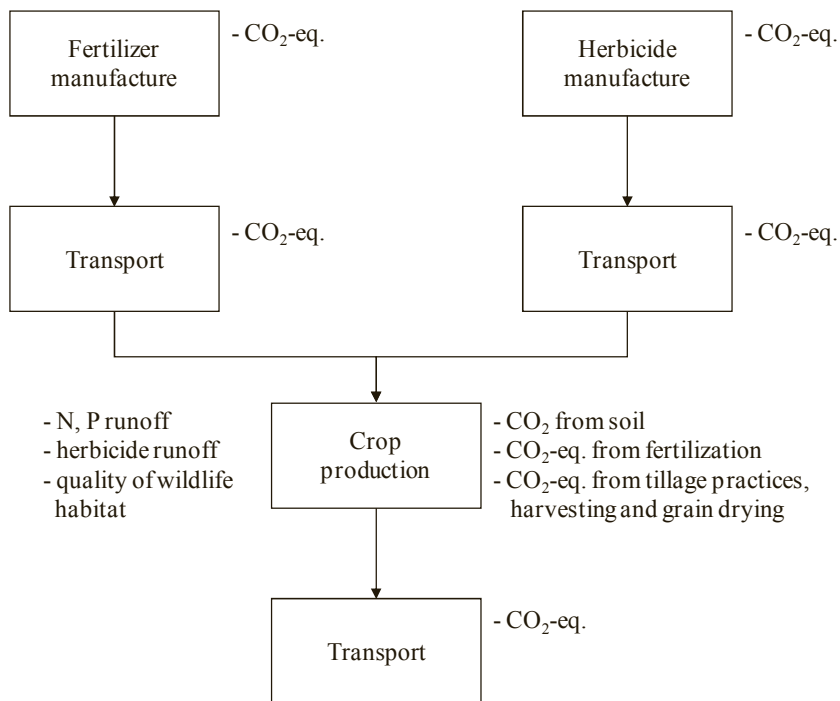 Fertilizer
manufacture
- CO₂-eq.
Herbicide
manufacture
- CO₂-eq.
Transport
- CO₂-eq.
Transport
- CO₂-eq.
- N, P runoff
- herbicide runoff
- quality of wildlife
habitat
Crop
production
- CO₂ from soil
- CO₂-eq. from fertilization
- CO₂-eq. from tillage practices,
harvesting and grain drying
Transport
- CO₂-eq.